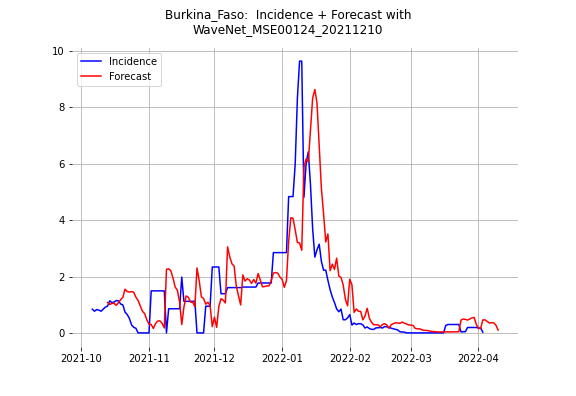 Burkina_Faso:  Incidence + Forecast with
WaveNet_MSE00124_20211210
Incidence
Forecast
10
8
6
4
2
0
2021-10 2021-11 2021-12 2022-01 2022-02 2022-03 2022-04